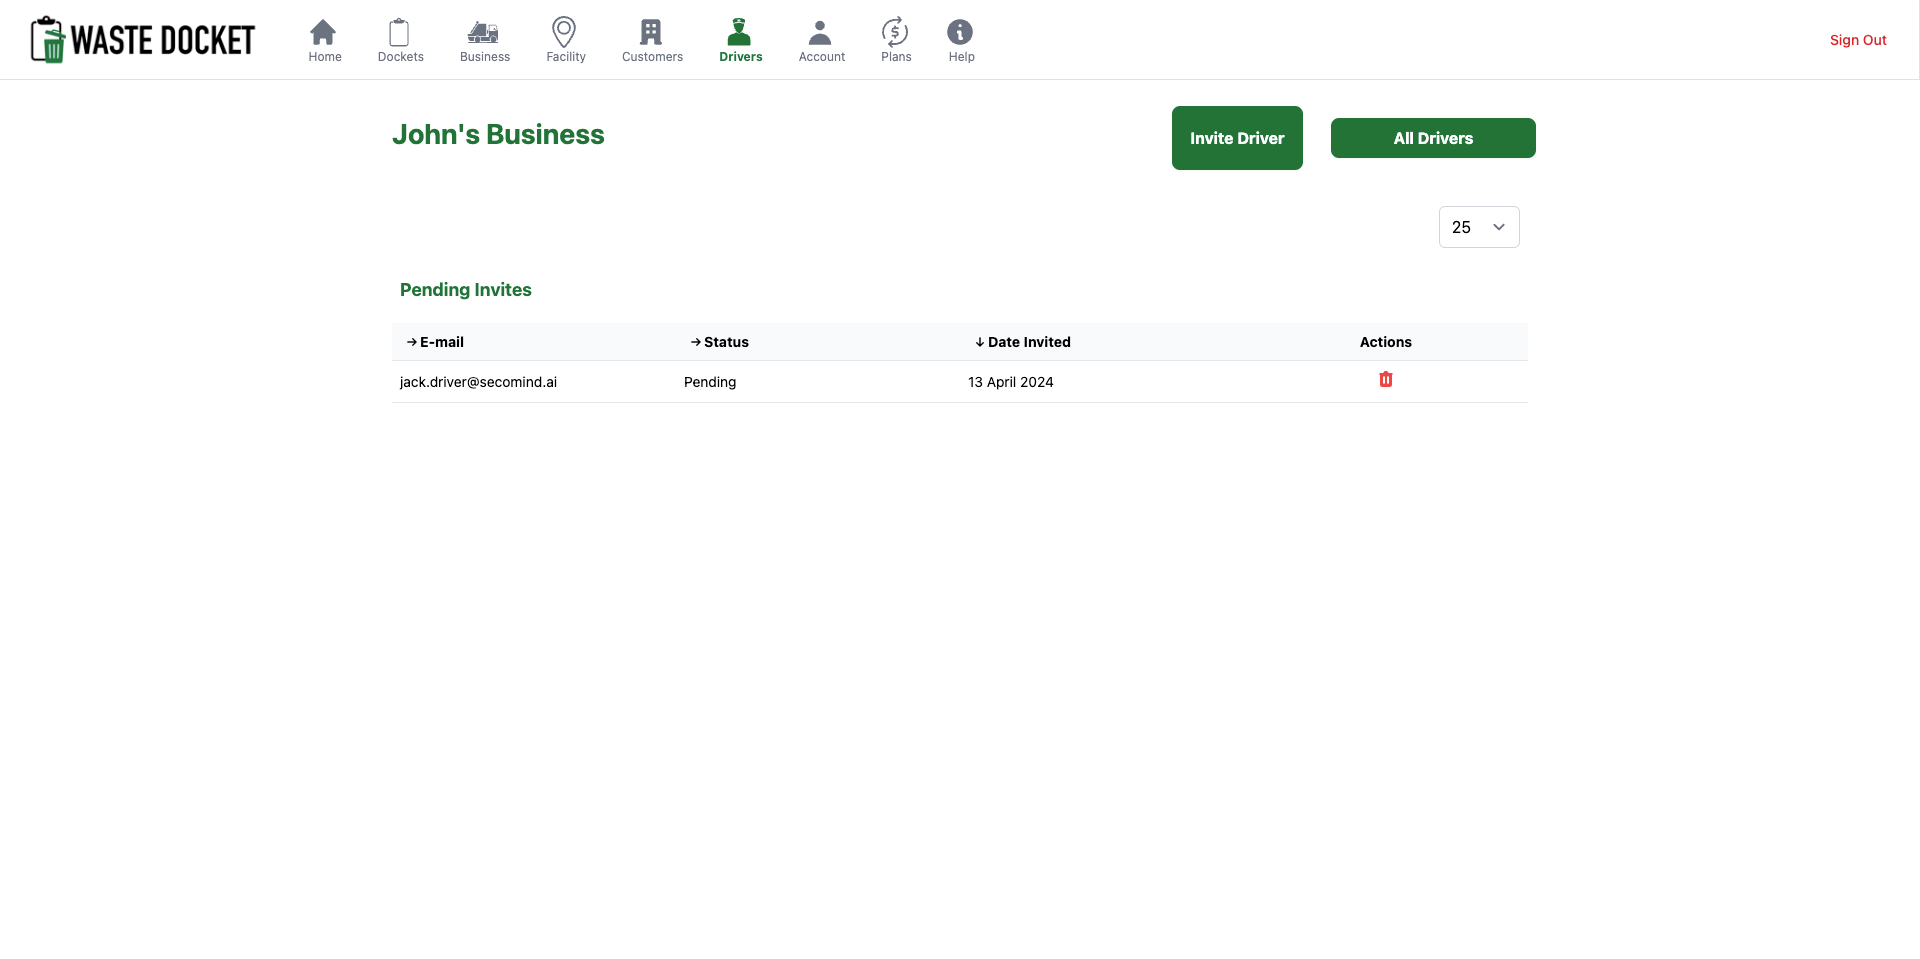 WASTE DOCKET
Home Dockets Business Facility Customers Drivers Account Plans Help
Sign Out
John's Business
Invite Driver
All Drivers
25
Pending Invites
→ E-mail → Status ↓ Date Invited Actions
jack.driver@secomind.ai Pending 13 April 2024